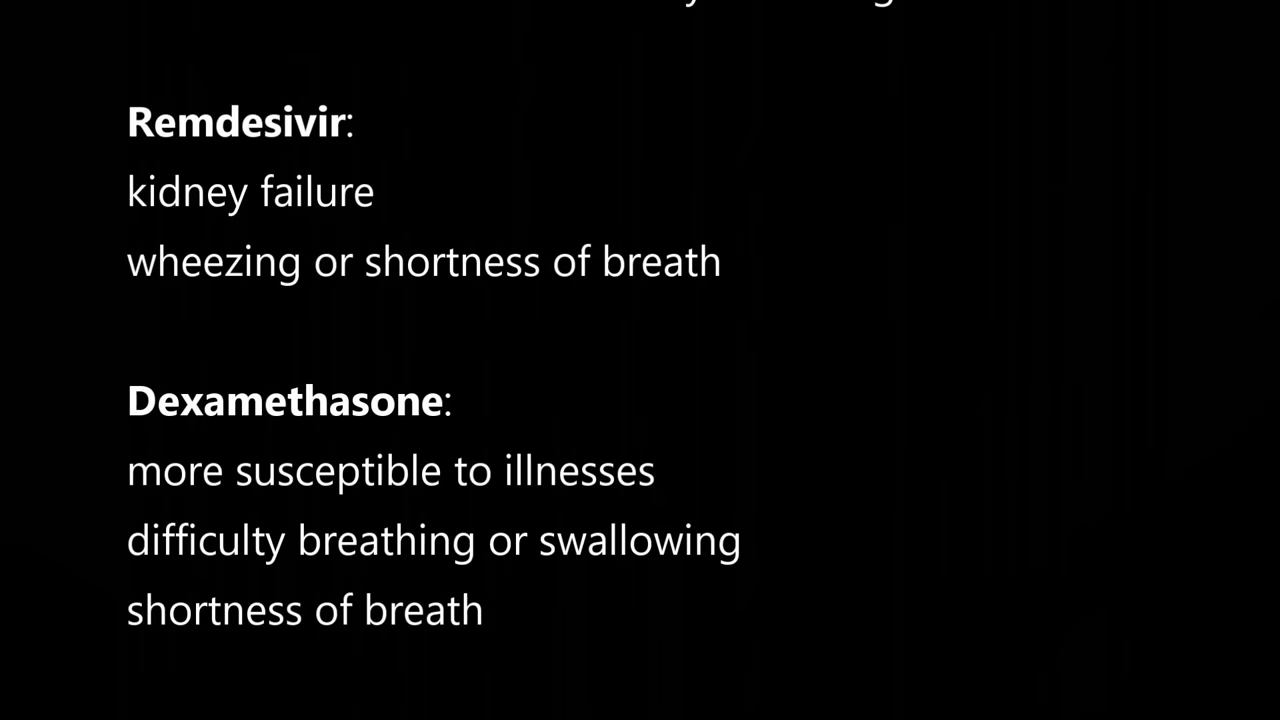 Remdesivir:
kidney failure
wheezing or shortness of breath
Dexamethasone:
more susceptible to illnesses
difficulty breathing or swallowing
shortness of breath